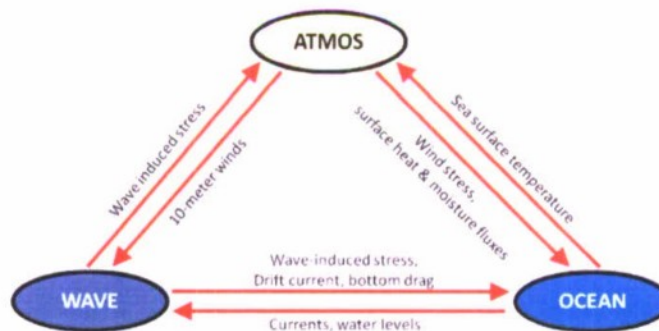 ATMOS
Wave induced stress
10-meter winds
Wind stress,
surface heat & moisture fluxes
Sea surface temperature
Wave-induced stress,
Drift current, bottom drag
WAVE
OCEAN
Currents, water levels